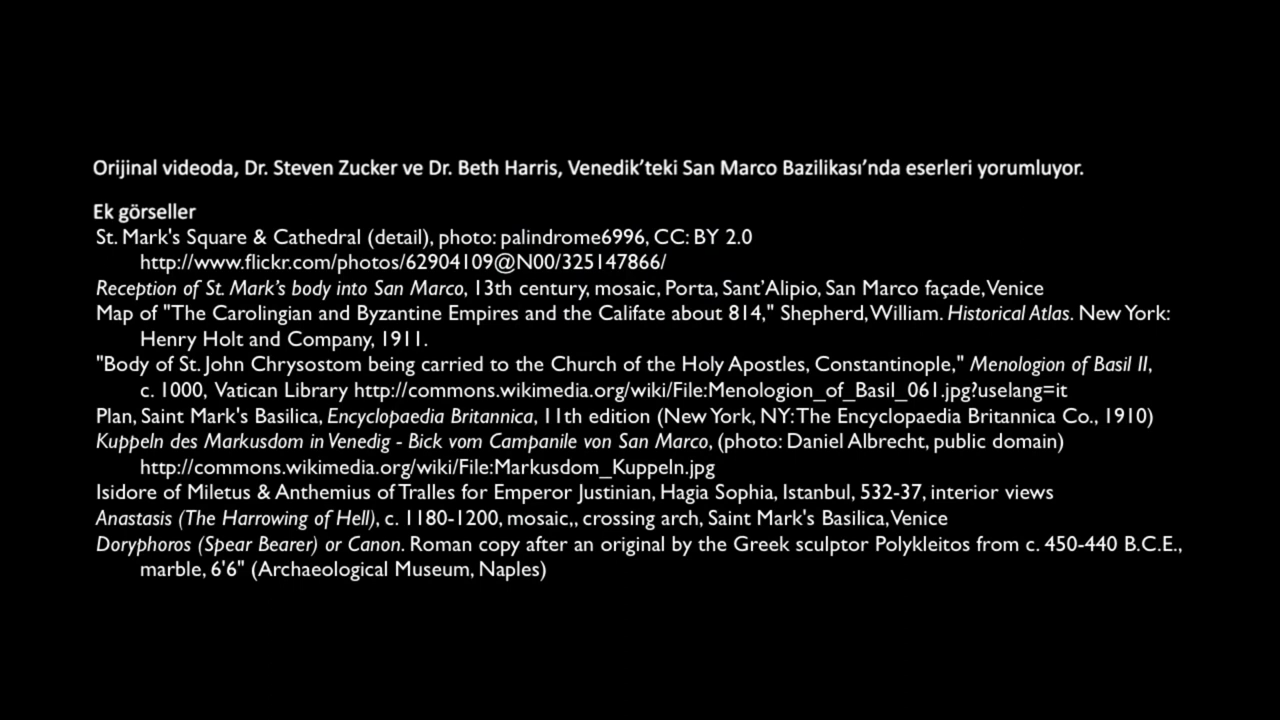 Orijinal videoda, Dr. Steven Zucker ve Dr. Beth Harris, Venedik’teki San Marco Bazilikası’nda eserleri yorumluyor.
Ek görseller
St. Mark's Square & Cathedral (detail), photo: palindrome6996, CC: BY 2.0
http://www.flickr.com/photos/62904109@N00/325147866/
Reception of St. Mark’s body into San Marco, 13th century, mosaic, Porta, Sant’Alipio, San Marco façade, Venice
Map of "The Carolingian and Byzantine Empires and the Califate about 814," Shepherd, William. Historical Atlas. New York:
Henry Holt and Company, 1911.
"Body of St. John Chrysostom being carried to the Church of the Holy Apostles, Constantinople," Menologion of Basil II,
c. 1000, Vatican Library http://commons.wikimedia.org/wiki/File:Menologion_of_Basil_061.jpg?uselang=it
Plan, Saint Mark's Basilica, Encyclopaedia Britannica, 11th edition (New York, NY: The Encyclopaedia Britannica Co., 1910)
Kuppeln des Markusdom in Venedig - Bick vom Campanile von San Marco, (photo: Daniel Albrecht, public domain)
http://commons.wikimedia.org/wiki/File:Markusdom_Kuppeln.jpg
Isidore of Miletus & Anthemius of Tralles for Emperor Justinian, Hagia Sophia, Istanbul, 532-37, interior views
Anastasis (The Harrowing of Hell), c. 1180-1200, mosaic,, crossing arch, Saint Mark's Basilica, Venice
Doryphoros (Spear Bearer) or Canon. Roman copy after an original by the Greek sculptor Polykleitos from c. 450-440 B.C.E.,
marble, 6'6" (Archaeological Museum, Naples)